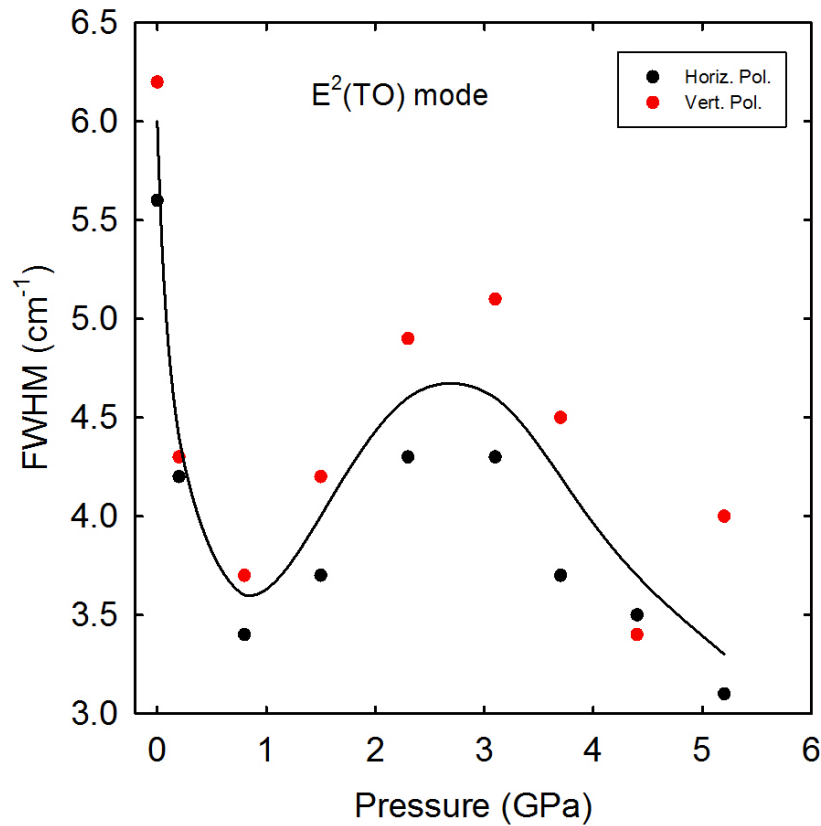 6.5
6.0
5.5
5.0
4.5
4.0
3.5
3.0
FWHM (cm⁻¹)
E²(TO) mode
Horiz. Pol.
Vert. Pol.
0 1 2 3 4 5 6
Pressure (GPa)